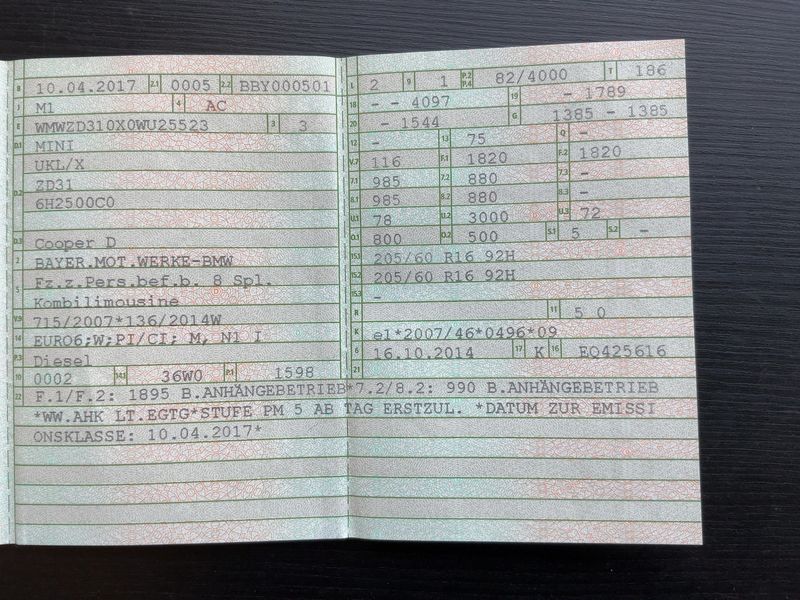 B 10.04.2017 2.1 0005 2.2 BBY000501
J M1 4 AC
E WMWZD310X0WU25523 3 3
D.1 MINI
UKL/X
D.2 ZD31
6H2500C0
D.3 Cooper D
2 BAYER.MOT.WERKE-BMW
5 Fz.z.Pers.bef.b. 8 Spl.
Kombilimousine
V.9 715/2007*136/2014W
14 EURO6;W;PI/CI; M, N1 I
P.3 Diesel
10 0002 14.1 36W0 P.1 1598
L 2 9 1 P.2 P.4 82/4000 T 186
18 - - 4097 19 - 1789
20 - 1544 G 1385 - 1385
12 - 13 75 Q -
V.7 116 F.1 1820 F.2 1820
7.1 985 7.2 880 7.3 -
8.1 985 8.2 880 8.3 -
U.1 78 U.2 3000 U.3 72
O.1 800 O.2 500 S.1 5 S.2 -
15.1 205/60 R16 92H
15.2 205/60 R16 92H
15.3 -
R 11 5 0
K e1*2007/46*0496*09
6 16.10.2014 17 K 16 EQ425616
21
22 F.1/F.2: 1895 B.ANHÄNGEBETRIEB*7.2/8.2: 990 B.ANHÄNGEBETRIEB
*WW.AHK LT.EGTG*STUFE PM 5 AB TAG ERSTZUL. *DATUM ZUR EMISSI
ONSKLASSE: 10.04.2017*